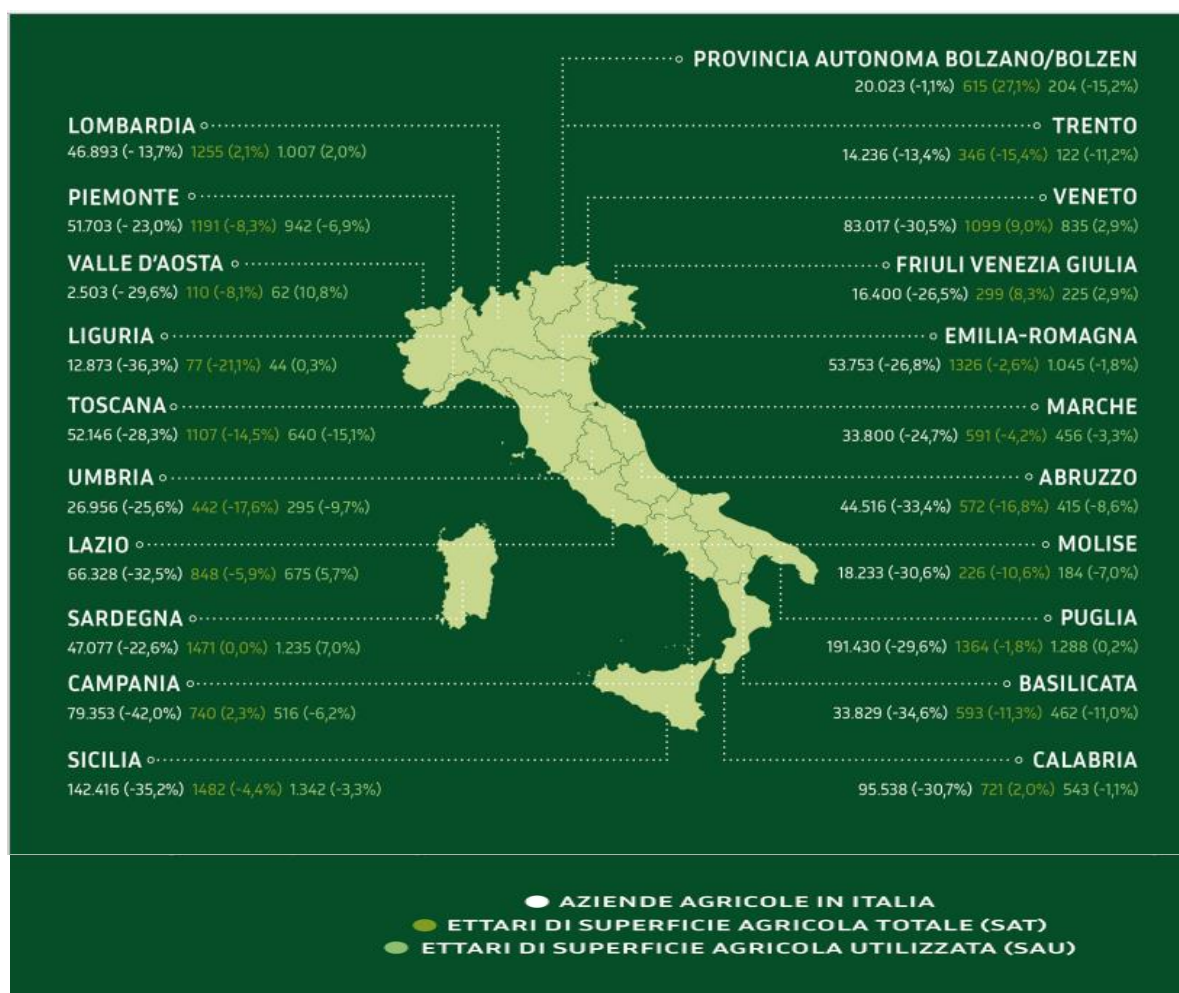 PROVINCIA AUTONOMA BOLZANO/BOLZEN
20.023 (-1,1%) 615 (27,1%) 204 (-15,2%)
LOMBARDIA
46.893 (- 13,7%) 1255 (2,1%) 1.007 (2,0%)
TRENTO
14.236 (-13,4%) 346 (-15,4%) 122 (-11,2%)
PIEMONTE
51.703 (- 23,0%) 1191 (-8,3%) 942 (-6,9%)
VENETO
83.017 (-30,5%) 1099 (9,0%) 835 (2,9%)
VALLE D'AOSTA
2.503 (- 29,6%) 110 (-8,1%) 62 (10,8%)
FRIULI VENEZIA GIULIA
16.400 (-26,5%) 299 (8,3%) 225 (2,9%)
LIGURIA
12.873 (-36,3%) 77 (-21,1%) 44 (0,3%)
EMILIA-ROMAGNA
53.753 (-26,8%) 1326 (-2,6%) 1.045 (-1,8%)
TOSCANA
52.146 (-28,3%) 1107 (-14,5%) 640 (-15,1%)
MARCHE
33.800 (-24,7%) 591 (-4,2%) 456 (-3,3%)
UMBRIA
26.956 (-25,6%) 442 (-17,6%) 295 (-9,7%)
ABRUZZO
44.516 (-33,4%) 572 (-16,8%) 415 (-8,6%)
LAZIO
66.328 (-32,5%) 848 (-5,9%) 675 (5,7%)
MOLISE
18.233 (-30,6%) 226 (-10,6%) 184 (-7,0%)
SARDEGNA
47.077 (-22,6%) 1471 (0,0%) 1.235 (7,0%)
PUGLIA
191.430 (-29,6%) 1364 (-1,8%) 1.288 (0,2%)
CAMPANIA
79.353 (-42,0%) 740 (2,3%) 516 (-6,2%)
BASILICATA
33.829 (-34,6%) 593 (-11,3%) 462 (-11,0%)
SICILIA
142.416 (-35,2%) 1482 (-4,4%) 1.342 (-3,3%)
CALABRIA
95.538 (-30,7%) 721 (2,0%) 543 (-1,1%)
AZIENDE AGRICOLE IN ITALIA
ETTARI DI SUPERFICIE AGRICOLA TOTALE (SAT)
ETTARI DI SUPERFICIE AGRICOLA UTILIZZATA (SAU)